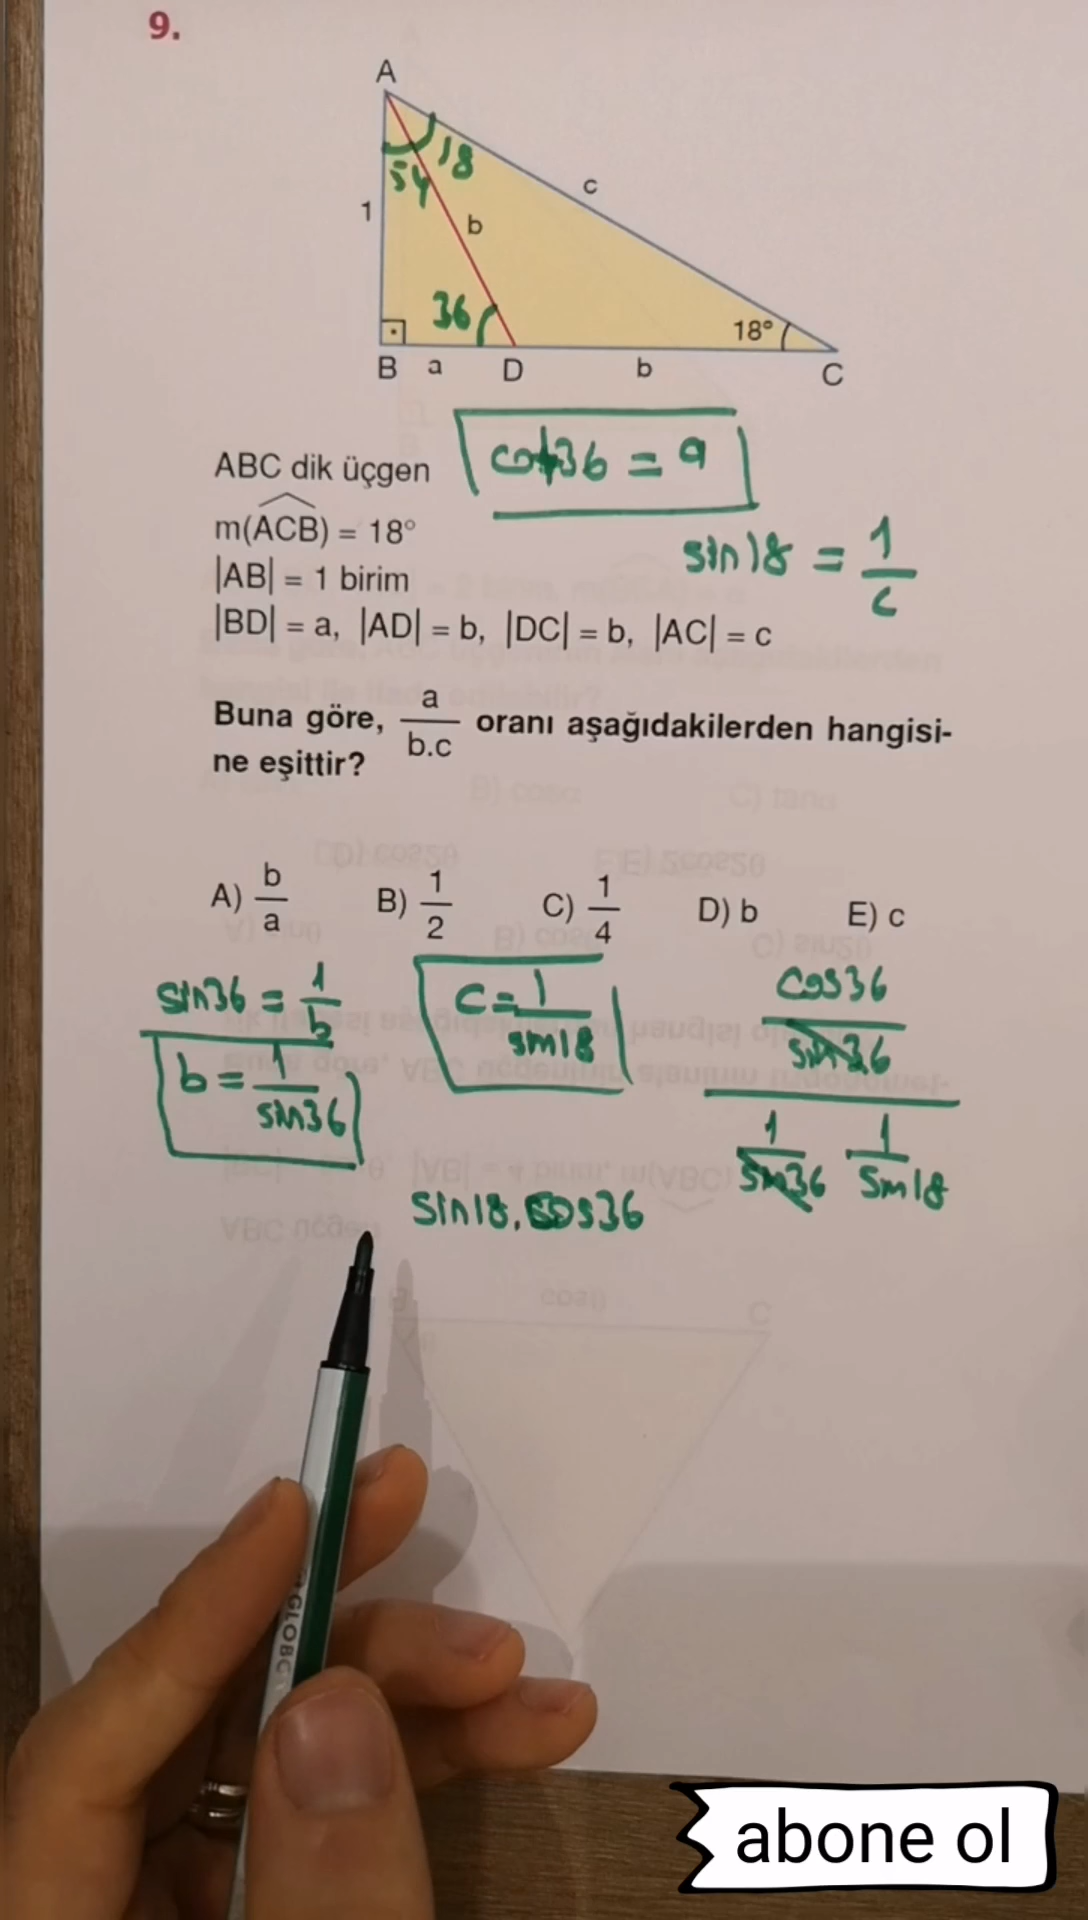 9.
A
18
54
c
1
b
36
18°
B a D b C
cot36 = a
ABC dik üçgen
m(ACB) = 18°
sin18 = 1/c
|AB| = 1 birim
|BD| = a, |AD| = b, |DC| = b, |AC| = c
Buna göre, a/b.c oranı aşağıdakilerden hangisi-
ne eşittir?
A) b/a B) 1/2 C) 1/4 D) b E) c
sin36 = 1/b
b = 1/sin36
c = 1/sin18
cos36
sin36
1/sin36 1/sin18
sin18.cos36
abone ol